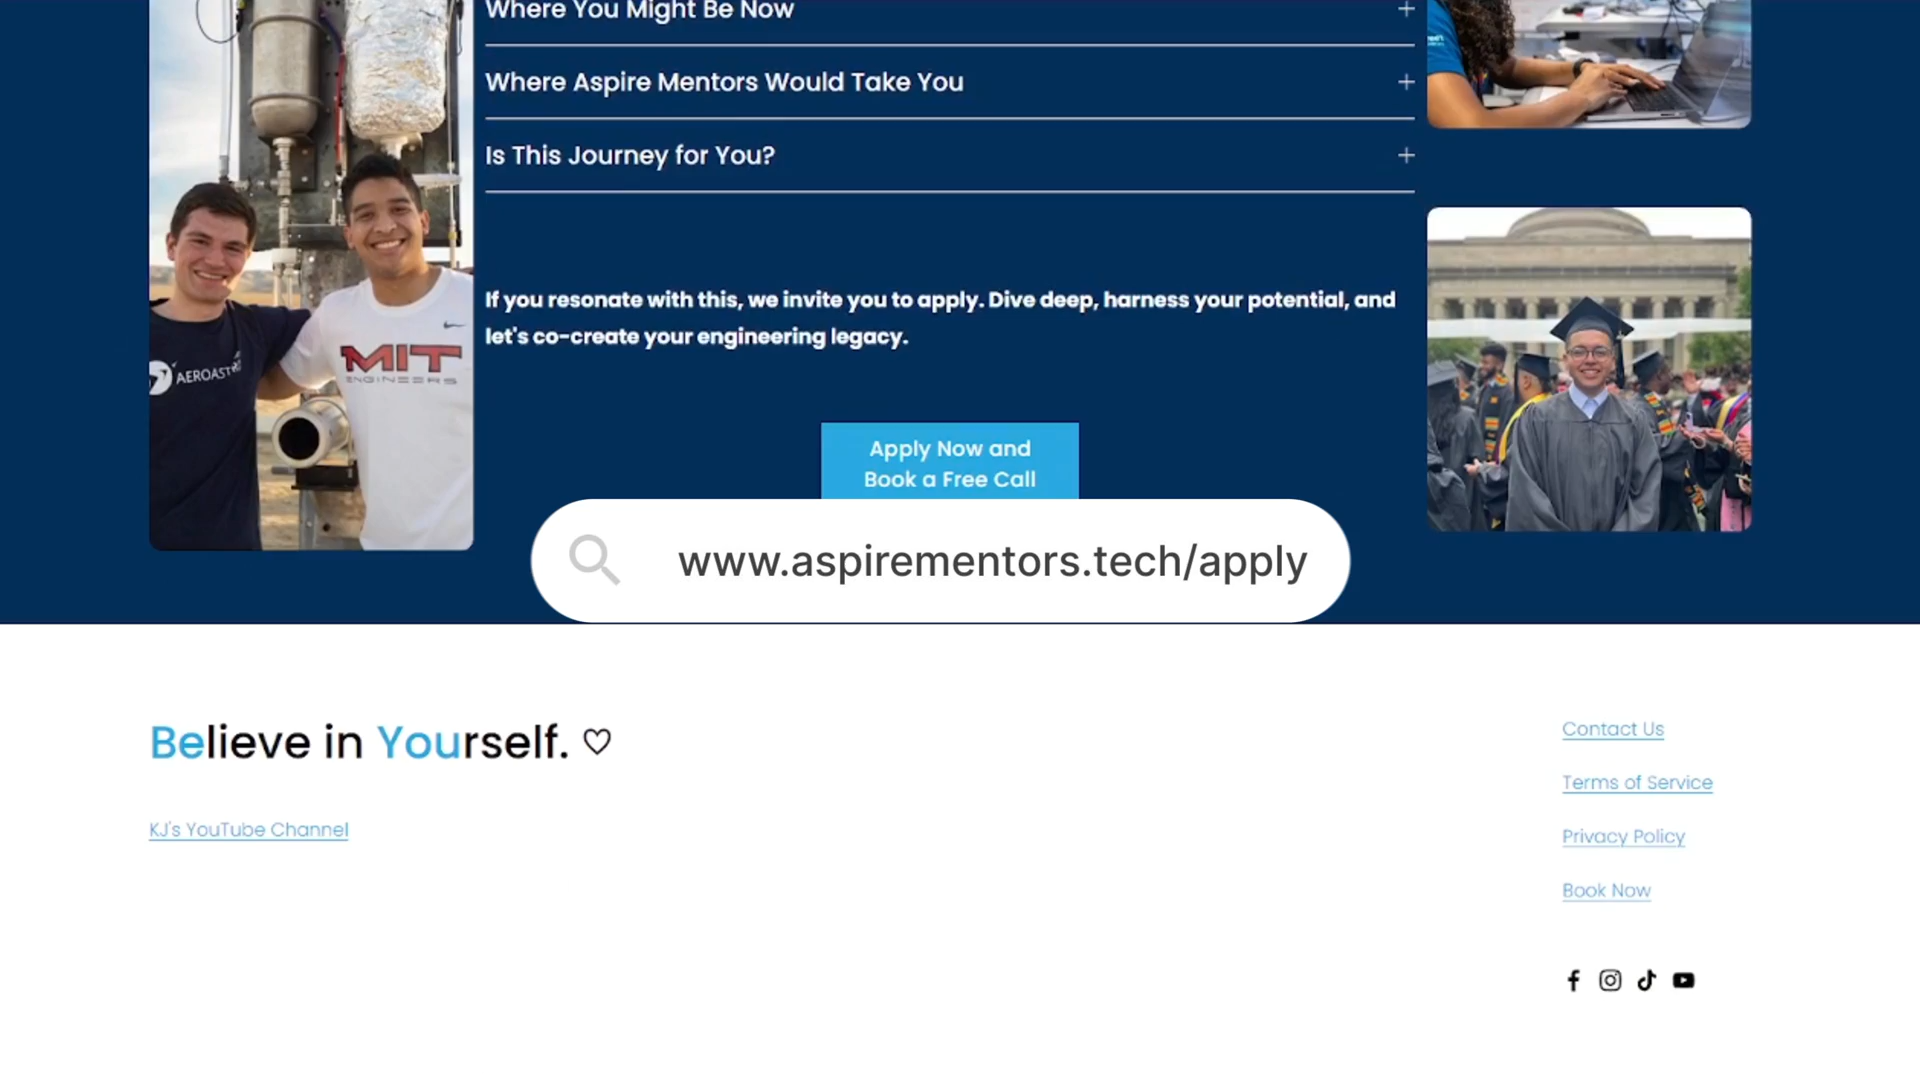 Where You Might Be Now
Where Aspire Mentors Would Take You
Is This Journey for You?
If you resonate with this, we invite you to apply. Dive deep, harness your potential, and
let's co-create your engineering legacy.
AEROASTRO
MIT
ENGINEERS
Apply Now and
Book a Free Call
www.aspirementors.tech/apply
Believe in Yourself.
KJ's YouTube Channel
Contact Us
Terms of Service
Privacy Policy
Book Now